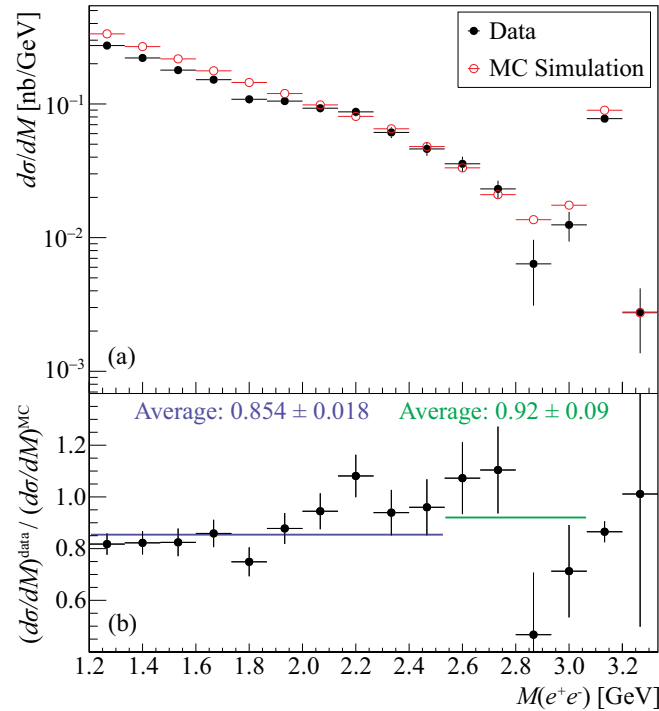 Data
MC Simulation
10⁻¹
10⁻²
10⁻³
dσ/dM [nb/GeV]
(a)
Average: 0.854 ± 0.018
Average: 0.92 ± 0.09
1.2
1.0
0.8
0.6
(dσ/dM)^data / (dσ/dM)^MC
(b)
1.2 1.4 1.6 1.8 2.0 2.2 2.4 2.6 2.8 3.0 3.2
M(e⁺e⁻) [GeV]